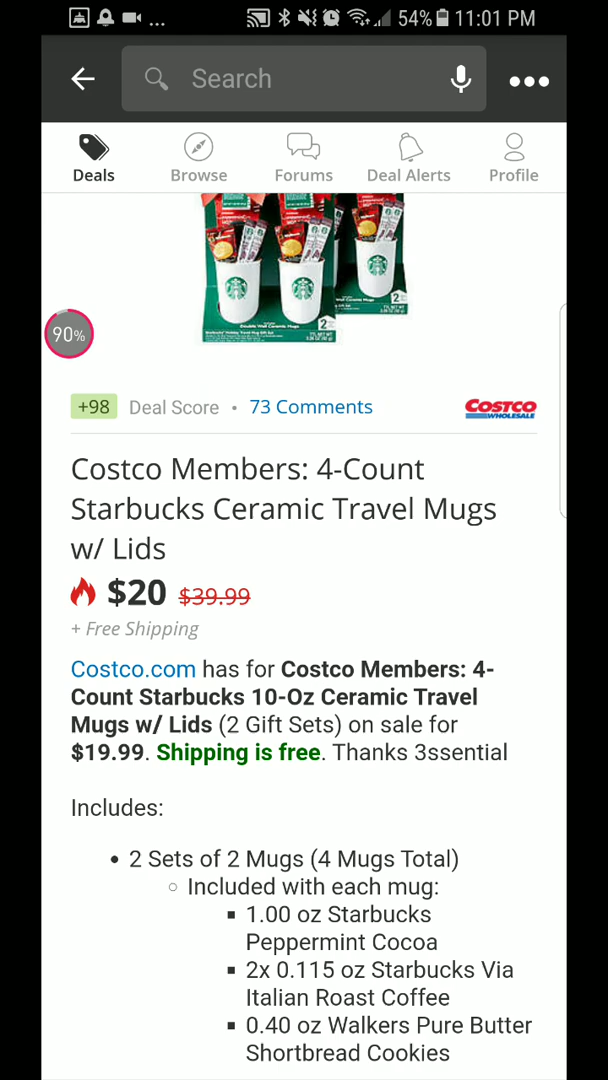 ... 54% 11:01 PM
Search
Deals Browse Forums Deal Alerts Profile
2
2
90%
+98 Deal Score • 73 Comments
COSTCO
WHOLESALE
Costco Members: 4-Count
Starbucks Ceramic Travel Mugs
w/ Lids
$20 $39.99
+ Free Shipping
Costco.com has for Costco Members: 4-
Count Starbucks 10-Oz Ceramic Travel
Mugs w/ Lids (2 Gift Sets) on sale for
$19.99. Shipping is free. Thanks 3ssential
Includes:
• 2 Sets of 2 Mugs (4 Mugs Total)
○ Included with each mug:
▪ 1.00 oz Starbucks
Peppermint Cocoa
▪ 2x 0.115 oz Starbucks Via
Italian Roast Coffee
▪ 0.40 oz Walkers Pure Butter
Shortbread Cookies